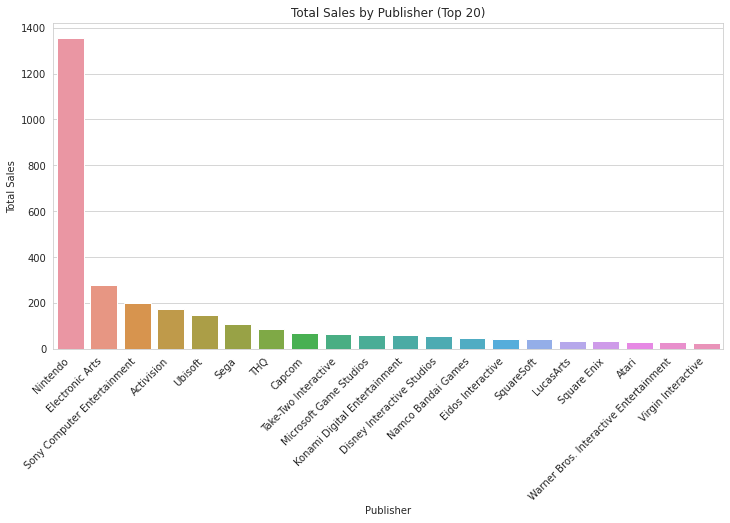 Total Sales by Publisher (Top 20)
1400
1200
1000
800
600
400
200
0
Total Sales
Nintendo
Electronic Arts
Sony Computer Entertainment
Activision
Ubisoft
Sega
THQ
Capcom
Take-Two Interactive
Microsoft Game Studios
Konami Digital Entertainment
Disney Interactive Studios
Namco Bandai Games
Eidos Interactive
SquareSoft
LucasArts
Square Enix
Atari
Warner Bros. Interactive Entertainment
Virgin Interactive
Publisher